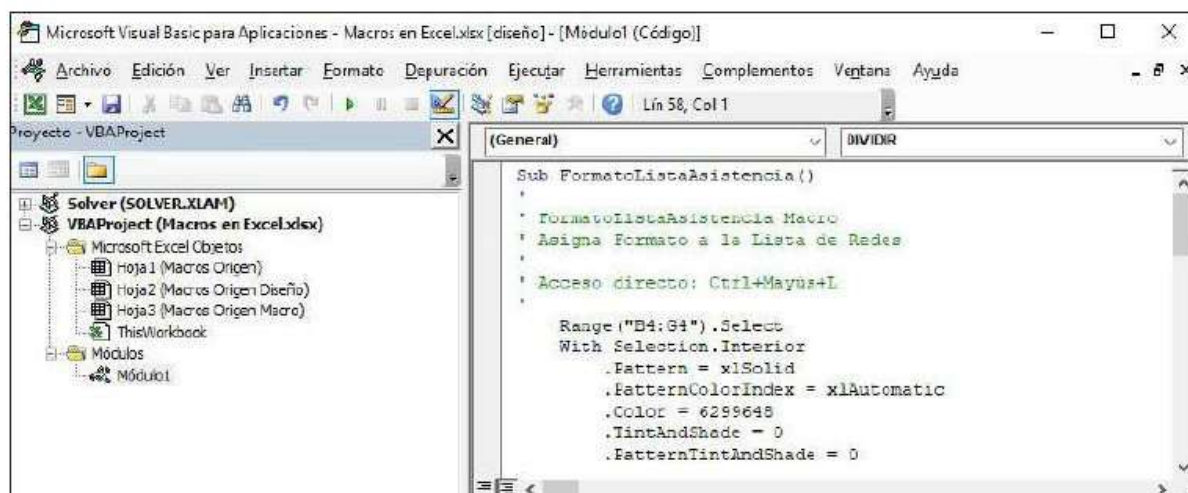 Microsoft Visual Basic para Aplicaciones - Macros en Excel.xlsx [diseño] - [Módulo1 (Código)]
Archivo Edición Ver Insertar Formato Depuración Ejecutar Herramientas Complementos Ventana Ayuda
Lín 58, Col 1
Proyecto - VBAProject
Solver (SOLVER.XLAM)
VBAProject (Macros en Excel.xlsx)
Microsoft Excel Objetos
Hoja1 (Macros Origen)
Hoja2 (Macros Origen Diseño)
Hoja3 (Macros Origen Macro)
ThisWorkbook
Módulos
Módulo1
(General) DIVIDIR
Sub FormatoListaAsistencia()
'
' FormatoListaAsistencia Macro
' Asigna Formato a la Lista de Redes
'
' Acceso directo: Ctrl+Mayús+L
'
Range("B4:G4").Select
With Selection.Interior
.Pattern = xlSolid
.PatternColorIndex = xlAutomatic
.Color = 6299648
.TintAndShade = 0
.PatternTintAndShade = 0